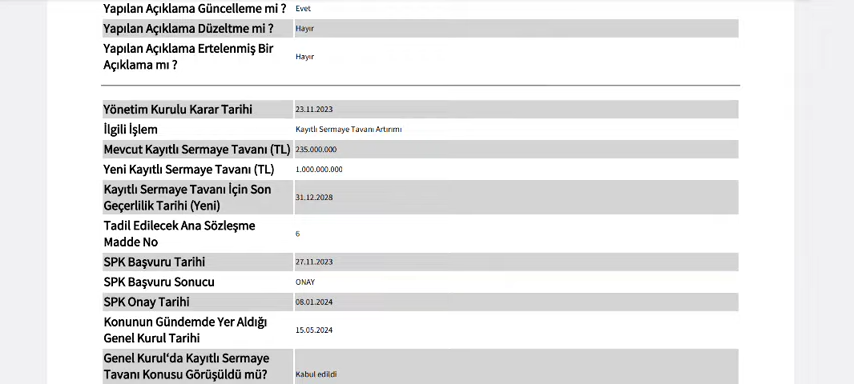 Yapılan Açıklama Güncelleme mi ? Evet
Yapılan Açıklama Düzeltme mi ? Hayır
Yapılan Açıklama Ertelenmiş Bir
Açıklama mı ? Hayır
Yönetim Kurulu Karar Tarihi 23.11.2023
İlgili İşlem Kayıtlı Sermaye Tavanı Artırımı
Mevcut Kayıtlı Sermaye Tavanı (TL) 235.000.000
Yeni Kayıtlı Sermaye Tavanı (TL) 1.000.000.000
Kayıtlı Sermaye Tavanı İçin Son
Geçerlilik Tarihi (Yeni) 31.12.2028
Tadil Edilecek Ana Sözleşme
Madde No 6
SPK Başvuru Tarihi 27.11.2023
SPK Başvuru Sonucu ONAY
SPK Onay Tarihi 08.01.2024
Konunun Gündemde Yer Aldığı
Genel Kurul Tarihi 15.05.2024
Genel Kurul'da Kayıtlı Sermaye
Tavanı Konusu Görüşüldü mü? Kabul edildi